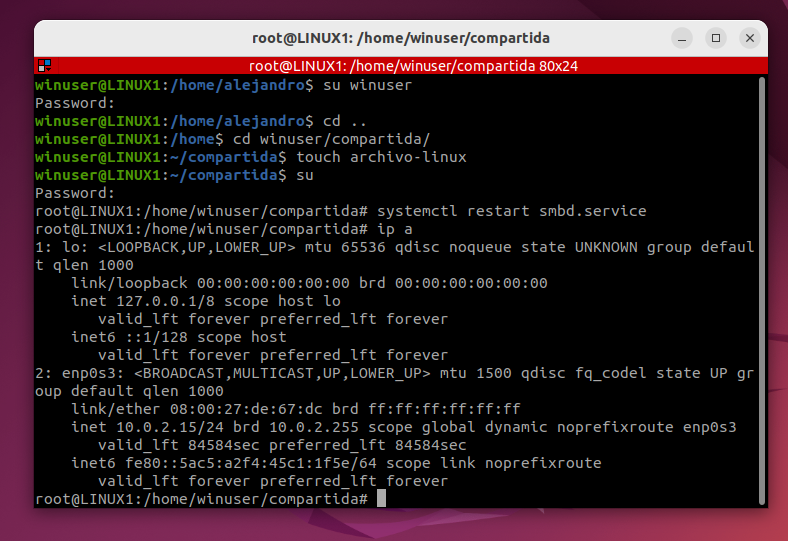 root@LINUX1: /home/winuser/compartida
root@LINUX1: /home/winuser/compartida 80x24
winuser@LINUX1:/home/alejandro$ su winuser
Password:
winuser@LINUX1:/home/alejandro$ cd ..
winuser@LINUX1:/home$ cd winuser/compartida/
winuser@LINUX1:~/compartida$ touch archivo-linux
winuser@LINUX1:~/compartida$ su
Password:
root@LINUX1:/home/winuser/compartida# systemctl restart smbd.service
root@LINUX1:/home/winuser/compartida# ip a
1: lo: <LOOPBACK,UP,LOWER_UP> mtu 65536 qdisc noqueue state UNKNOWN group defaul
t qlen 1000
    link/loopback 00:00:00:00:00:00 brd 00:00:00:00:00:00
    inet 127.0.0.1/8 scope host lo
       valid_lft forever preferred_lft forever
    inet6 ::1/128 scope host
       valid_lft forever preferred_lft forever
2: enp0s3: <BROADCAST,MULTICAST,UP,LOWER_UP> mtu 1500 qdisc fq_codel state UP gr
oup default qlen 1000
    link/ether 08:00:27:de:67:dc brd ff:ff:ff:ff:ff:ff
    inet 10.0.2.15/24 brd 10.0.2.255 scope global dynamic noprefixroute enp0s3
       valid_lft 84584sec preferred_lft 84584sec
    inet6 fe80::5ac5:a2f4:45c1:1f5e/64 scope link noprefixroute
       valid_lft forever preferred_lft forever
root@LINUX1:/home/winuser/compartida#